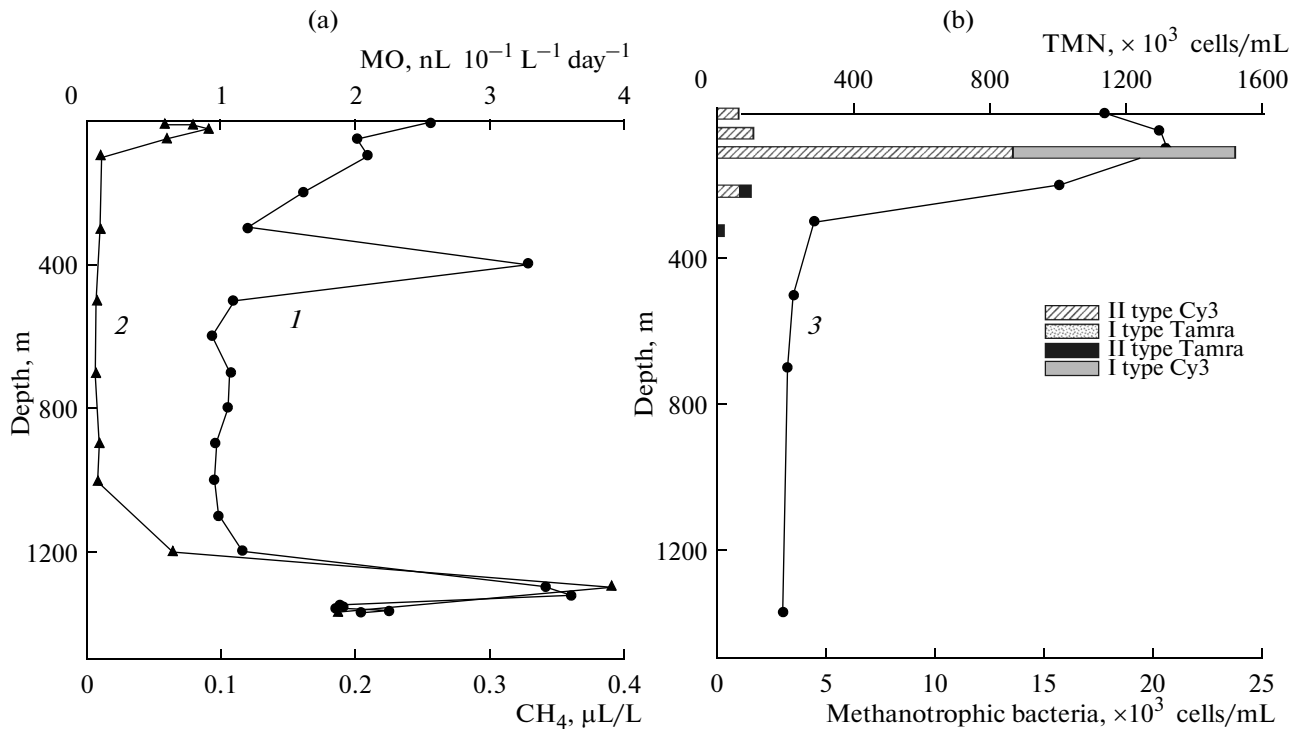 (a)
MO, nL 10⁻¹ L⁻¹ day⁻¹
0 1 2 3 4
400
800
1200
Depth, m
2
1
0 0.1 0.2 0.3 0.4
CH₄, μL/L
(b)
TMN, × 10³ cells/mL
0 400 800 1200 1600
400
800
1200
Depth, m
3
II type Cy3
I type Tamra
II type Tamra
I type Cy3
0 5 10 15 20 25
Methanotrophic bacteria, ×10³ cells/mL